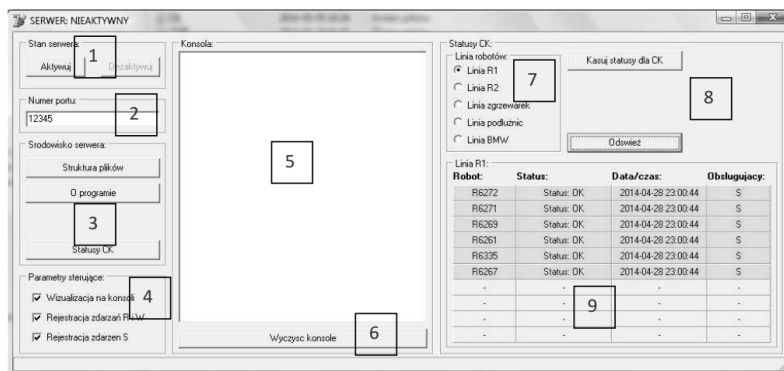 SERWER: NIEAKTYWNY
Stan serwera:
1
Aktywuj
Dezaktywuj
Numer portu:
12345
2
Srodowisko serwera:
Struktura plików
O programie
3
Statusy CK
Parametry sterujące:
4
Wizualizacja na konsoli
Rejestracja zdarzań R i W
Rejestracja zdarzen S
Konsola:
5
Wyczysc konsole
6
Statusy CK:
Linia robotów:
Linia R1
Linia R2
Linia zgrzewarek
Linia podłużnic
Linia BMW
7
Kasuj statusy dla CK
8
Odswież
Linia R1:
Robot: Status: Data/czas: Obslugujacy:
R6272 Status: OK 2014-04-28 23:00:44 S
R6271 Status: OK 2014-04-28 23:00:44 S
R6269 Status: OK 2014-04-28 23:00:44 S
R6261 Status: OK 2014-04-28 23:00:44 S
R6335 Status: OK 2014-04-28 23:00:44 S
R6267 Status: OK 2014-04-28 23:00:44 S
- - - -
- - - -
- - - -
- - - -
9